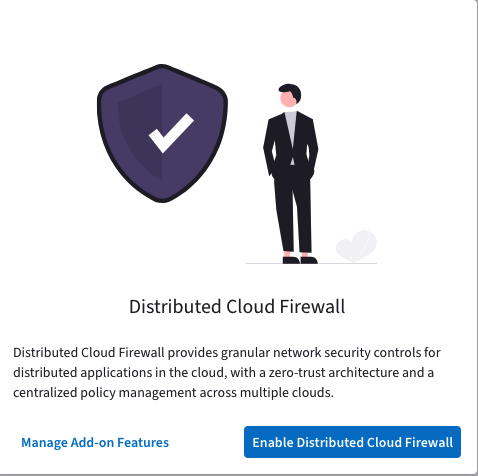 Distributed Cloud Firewall
Distributed Cloud Firewall provides granular network security controls for
distributed applications in the cloud, with a zero-trust architecture and a
centralized policy management across multiple clouds.
Manage Add-on Features
Enable Distributed Cloud Firewall